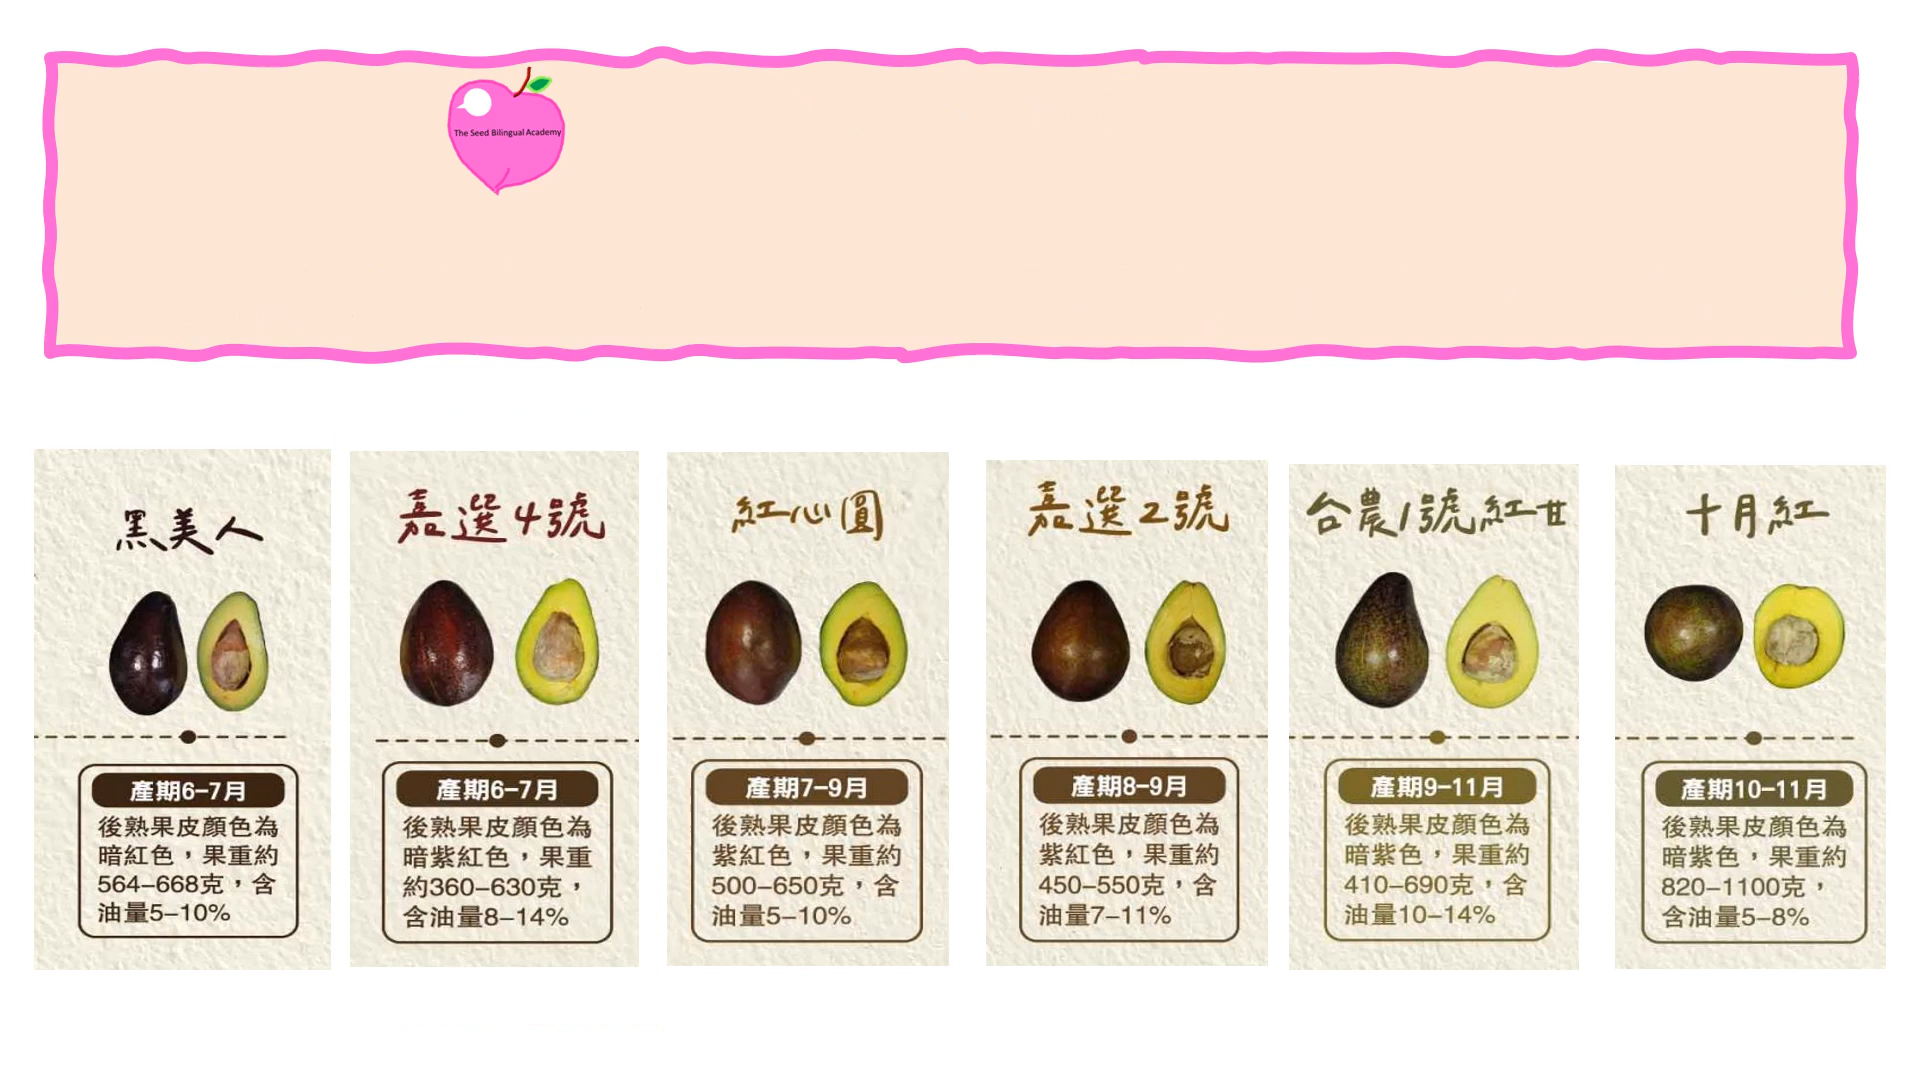 The Seed Bilingual Academy
黑美人
產期6-7月
後熟果皮顏色為
暗紅色，果重約
564-668克，含
油量5-10%
嘉選4號
產期6-7月
後熟果皮顏色為
暗紫紅色，果重
約360-630克，
含油量8-14%
紅心圓
產期7-9月
後熟果皮顏色為
紫紅色，果重約
500-650克，含
油量5-10%
嘉選2號
產期8-9月
後熟果皮顏色為
紫紅色，果重約
450-550克，含
油量7-11%
台農1號紅甘
產期9-11月
後熟果皮顏色為
暗紫色，果重約
410-690克，含
油量10-14%
十月紅
產期10-11月
後熟果皮顏色為
暗紫色，果重約
820-1100克，
含油量5-8%